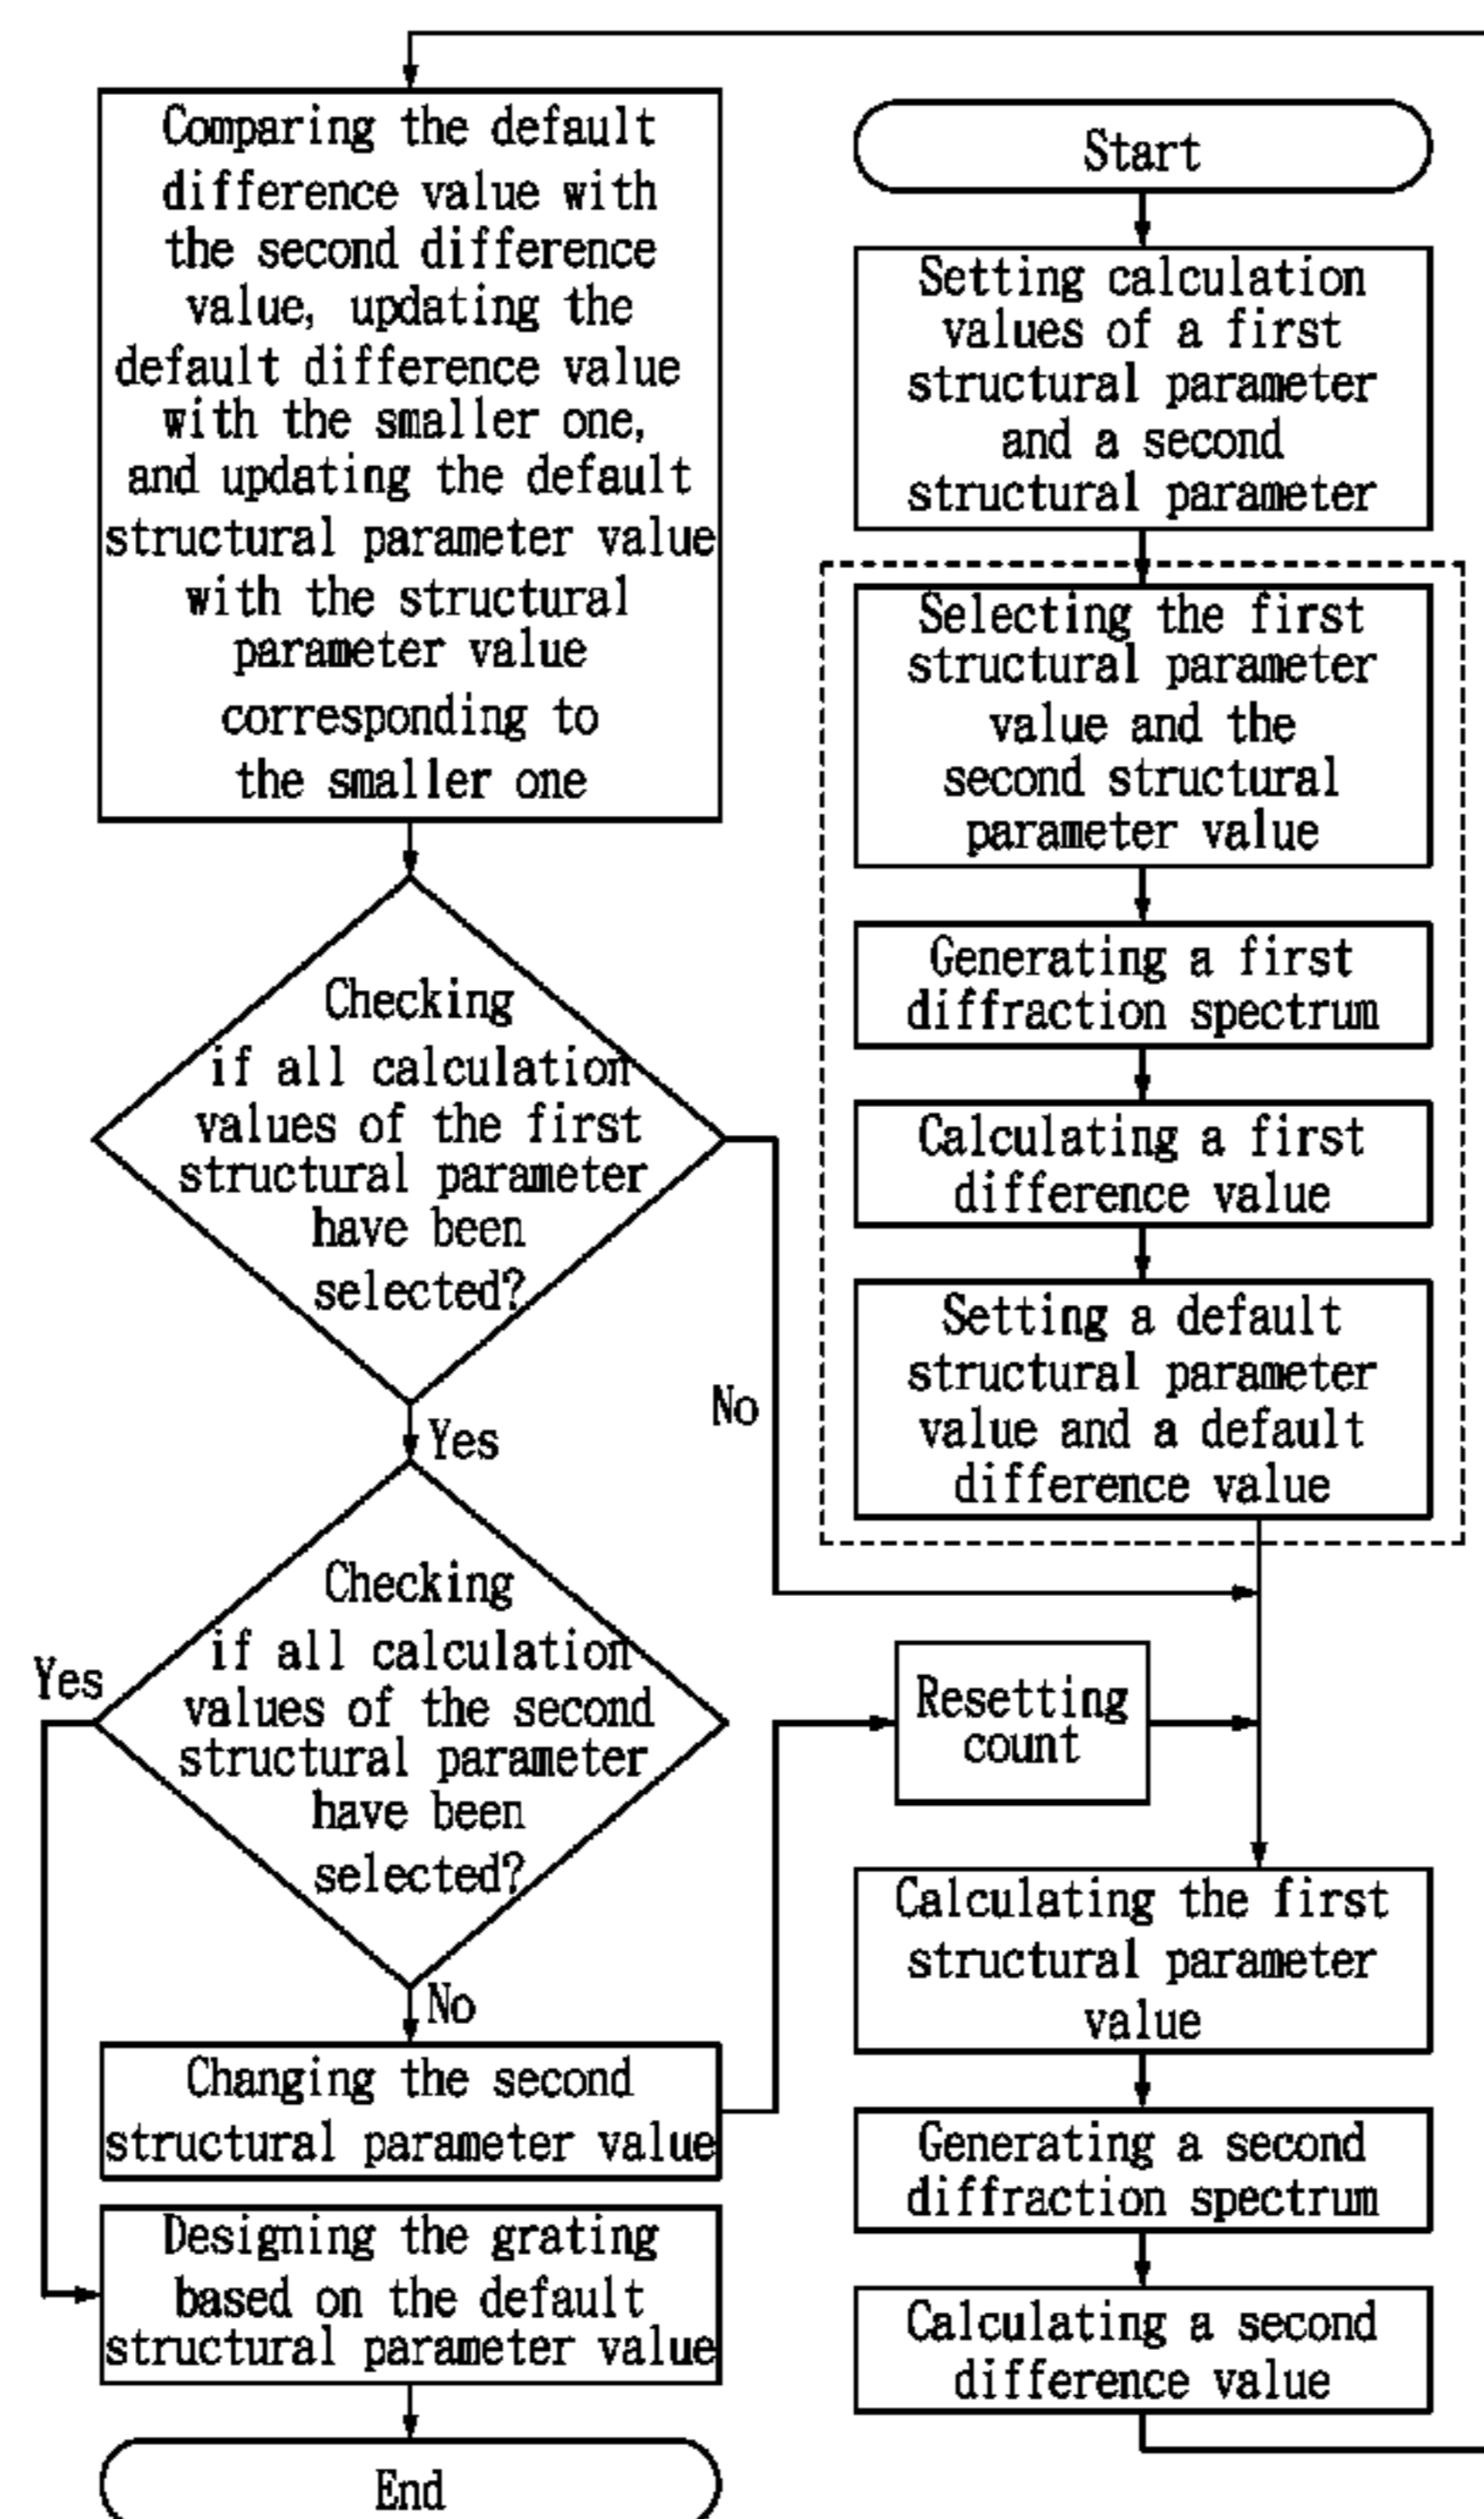 Start
Setting calculation
values of a first
structural parameter
and a second
structural parameter
Selecting the first
structural parameter
value and the
second structural
parameter value
Generating a first
diffraction spectrum
Calculating a first
difference value
Setting a default
structural parameter
value and a default
difference value
Resetting
count
Calculating the first
structural parameter
value
Generating a second
diffraction spectrum
Calculating a second
difference value
Comparing the default
difference value with
the second difference
value, updating the
default difference value
with the smaller one,
and updating the default
structural parameter value
with the structural
parameter value
corresponding to
the smaller one
Checking
if all calculation
values of the first
structural parameter
have been
selected?
No
Yes
Checking
if all calculation
values of the second
structural parameter
have been
selected?
Yes
No
Changing the second
structural parameter value
Designing the grating
based on the default
structural parameter value
End